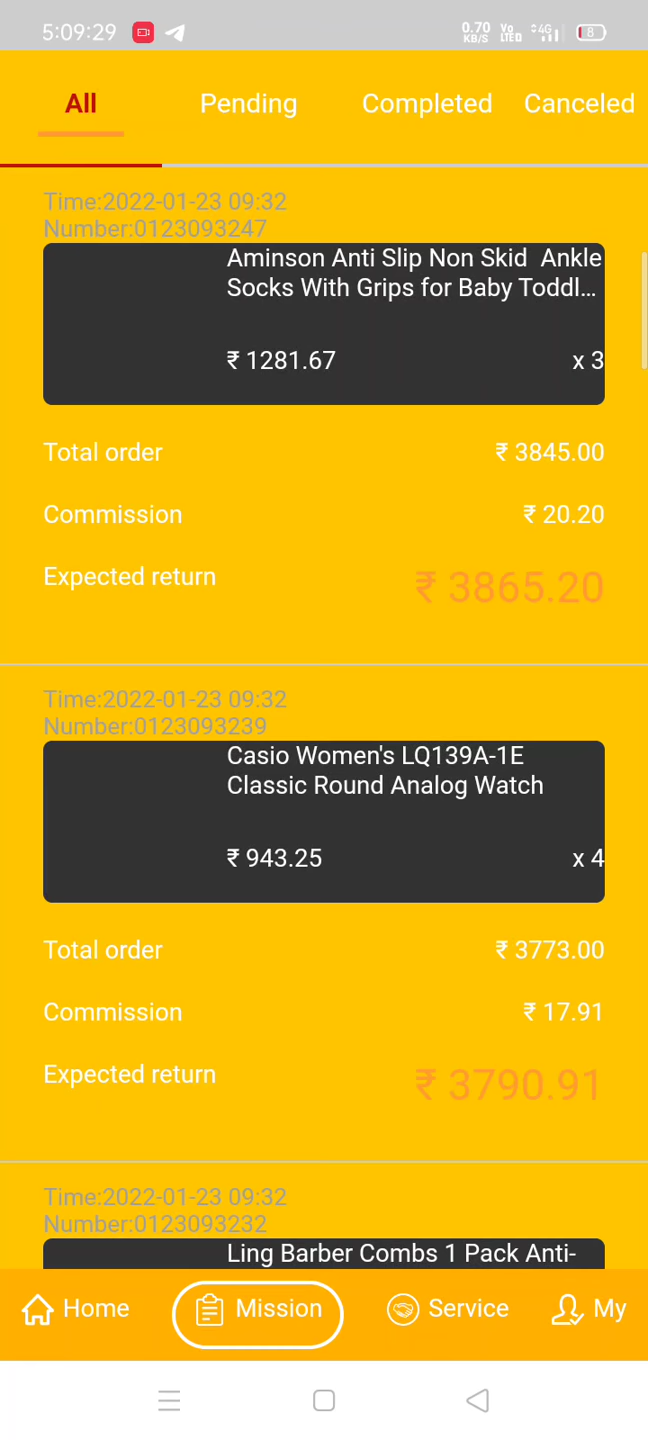 5:09:29 0.70 KB/S Vo LTE 4G 8
All Pending Completed Canceled
Time:2022-01-23 09:32
Number:0123093247
Aminson Anti Slip Non Skid Ankle
Socks With Grips for Baby Toddl...
₹ 1281.67 x 3
Total order ₹ 3845.00
Commission ₹ 20.20
Expected return ₹ 3865.20
Time:2022-01-23 09:32
Number:0123093239
Casio Women's LQ139A-1E
Classic Round Analog Watch
₹ 943.25 x 4
Total order ₹ 3773.00
Commission ₹ 17.91
Expected return ₹ 3790.91
Time:2022-01-23 09:32
Number:0123093232
Ling Barber Combs 1 Pack Anti-
Home Mission Service My